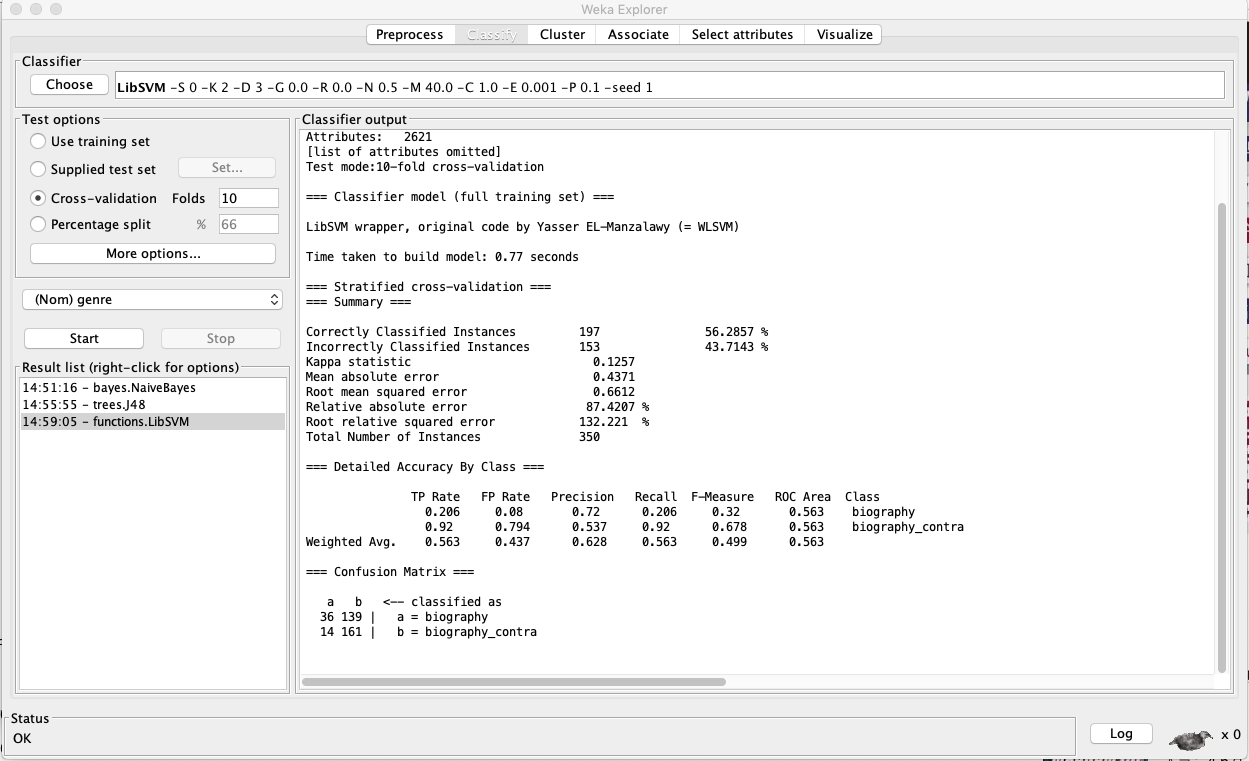 Weka Explorer
Preprocess Classify Cluster Associate Select attributes Visualize
Classifier
Choose LibSVM -S 0 -K 2 -D 3 -G 0.0 -R 0.0 -N 0.5 -M 40.0 -C 1.0 -E 0.001 -P 0.1 -seed 1
Test options
Use training set
Supplied test set Set...
Cross-validation Folds 10
Percentage split % 66
More options...
(Nom) genre
Start Stop
Result list (right-click for options)
14:51:16 - bayes.NaiveBayes
14:55:55 - trees.J48
14:59:05 - functions.LibSVM
Classifier output
Attributes: 2621
[list of attributes omitted]
Test mode:10-fold cross-validation
=== Classifier model (full training set) ===
LibSVM wrapper, original code by Yasser EL-Manzalawy (= WLSVM)
Time taken to build model: 0.77 seconds
=== Stratified cross-validation ===
=== Summary ===
Correctly Classified Instances 197 56.2857 %
Incorrectly Classified Instances 153 43.7143 %
Kappa statistic 0.1257
Mean absolute error 0.4371
Root mean squared error 0.6612
Relative absolute error 87.4207 %
Root relative squared error 132.221 %
Total Number of Instances 350
=== Detailed Accuracy By Class ===
TP Rate FP Rate Precision Recall F-Measure ROC Area Class
0.206 0.08 0.72 0.206 0.32 0.563 biography
0.92 0.794 0.537 0.92 0.678 0.563 biography_contra
Weighted Avg. 0.563 0.437 0.628 0.563 0.499 0.563
=== Confusion Matrix ===
a b <-- classified as
36 139 | a = biography
14 161 | b = biography_contra
Status
OK
Log x 0